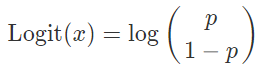 Logit(x) = log ( p / 1 − p )